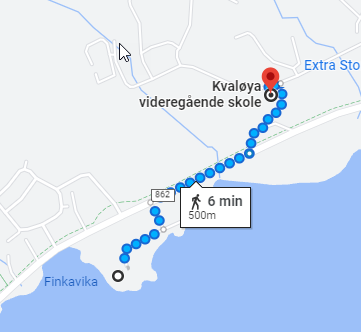 Extra Sto
Kvaløya
videregående skole
862
6 min
500m
Finkavika